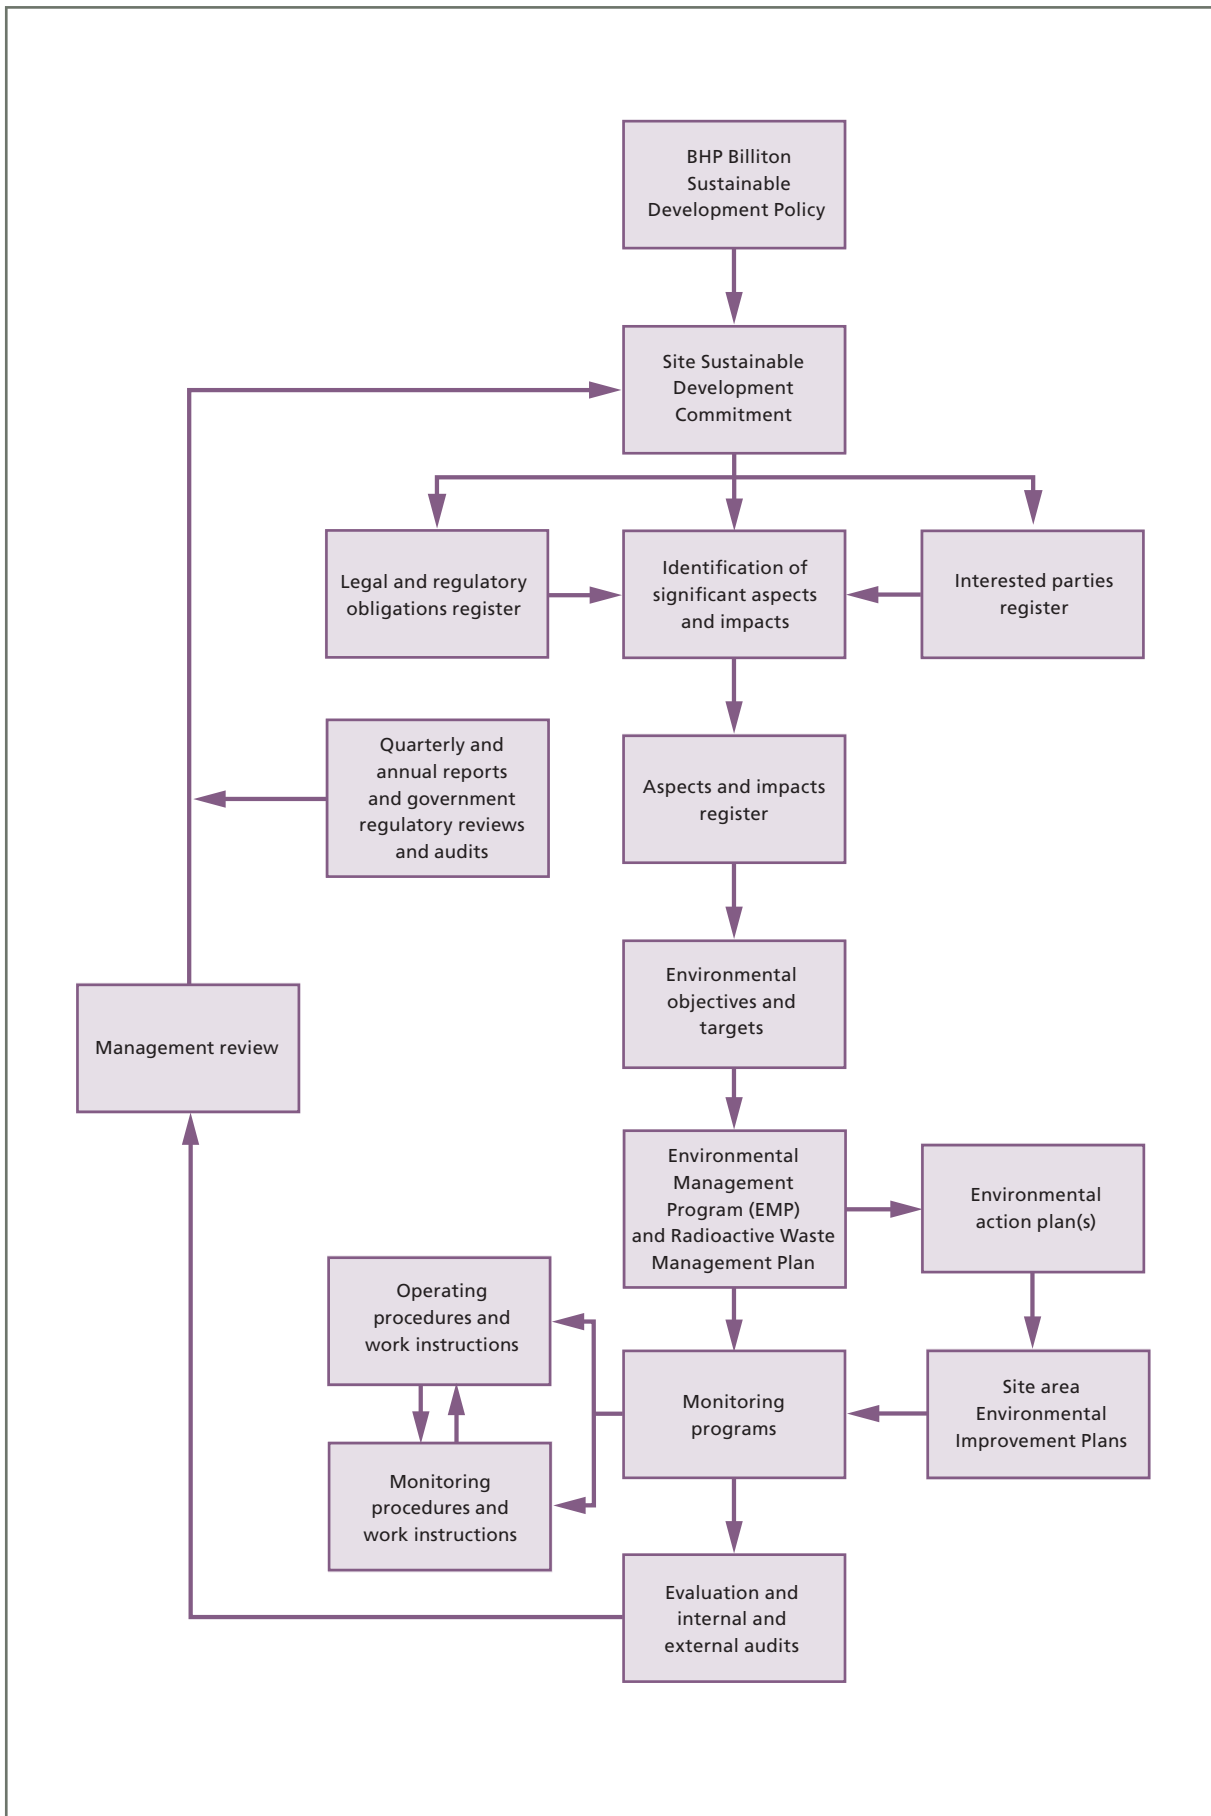 BHP Billiton
Sustainable
Development Policy
Site Sustainable
Development
Commitment
Legal and regulatory
obligations register
Identification of
significant aspects
and impacts
Interested parties
register
Quarterly and
annual reports
and government
regulatory reviews
and audits
Aspects and impacts
register
Environmental
objectives and
targets
Management review
Environmental
Management
Program (EMP)
and Radioactive Waste
Management Plan
Environmental
action plan(s)
Operating
procedures and
work instructions
Monitoring
programs
Site area
Environmental
Improvement Plans
Monitoring
procedures and
work instructions
Evaluation and
internal and
external audits